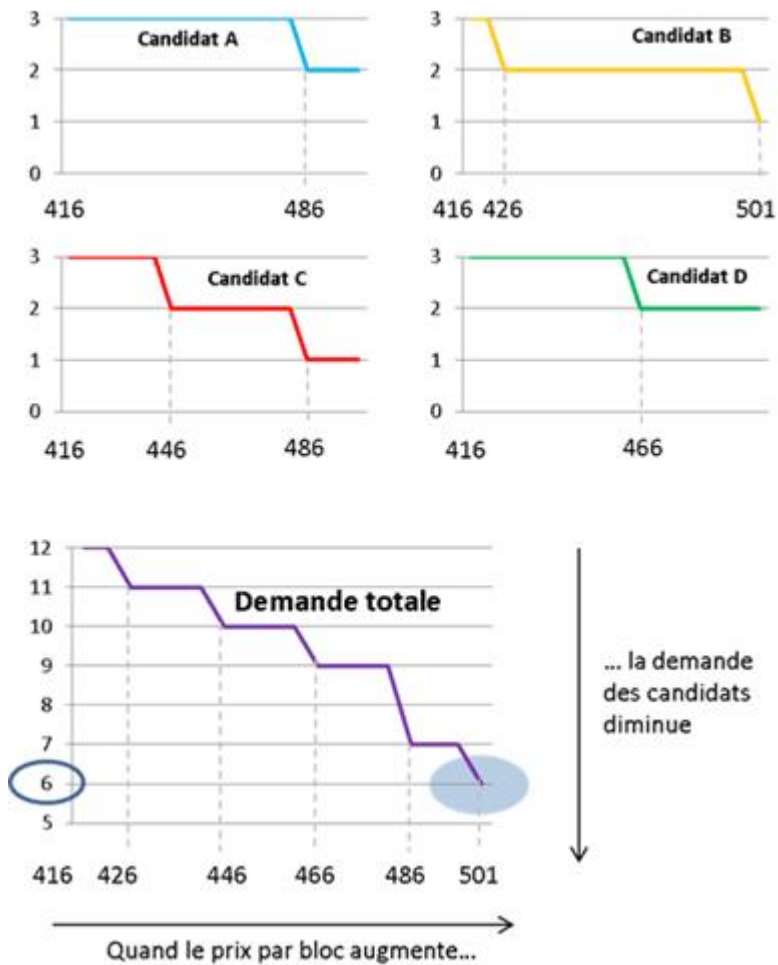 3
Candidat A
2
1
0
416 486
3
Candidat B
2
1
0
416 426 501
3
Candidat C
2
1
0
416 446 486
3
Candidat D
2
1
0
416 466
12
11
Demande totale
10
9
8
7
6
5
416 426 446 466 486 501
... la demande
des candidats
diminue
Quand le prix par bloc augmente...